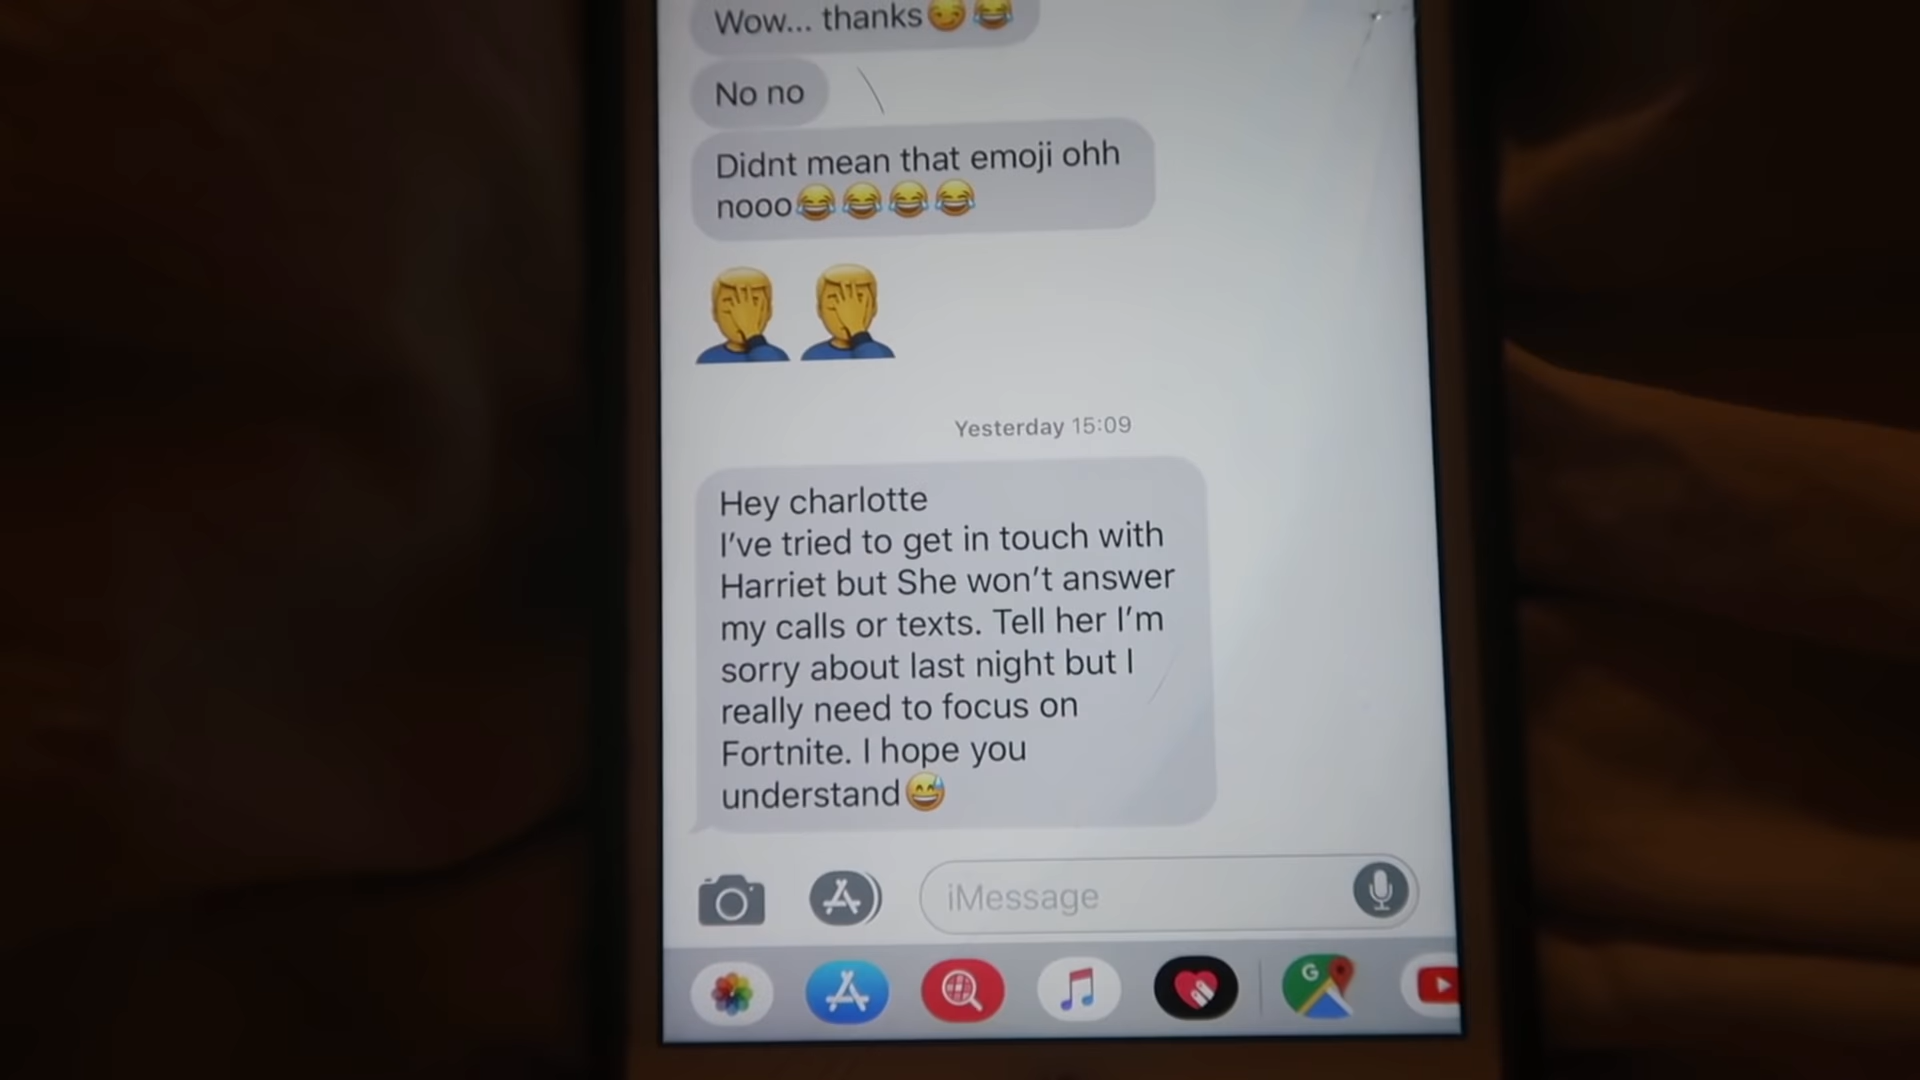 Wow... thanks😏😂
No no
Didnt mean that emoji ohh
nooo😂😂😂😂
🤦‍♂️🤦‍♂️
Yesterday 15:09
Hey charlotte
I’ve tried to get in touch with
Harriet but She won’t answer
my calls or texts. Tell her I’m
sorry about last night but I
really need to focus on
Fortnite. I hope you
understand😅
iMessage
G